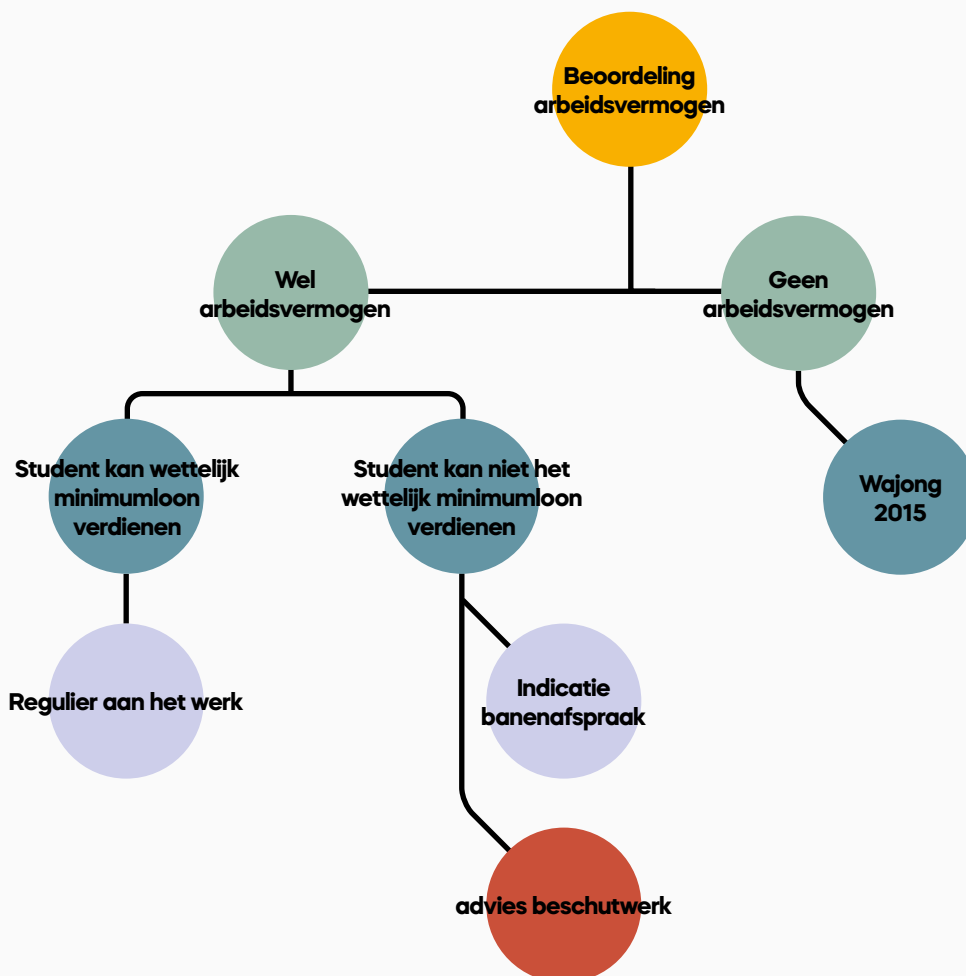 Beoordeling
arbeidsvermogen
Wel
arbeidsvermogen
Geen
arbeidsvermogen
Student kan wettelijk
minimumloon
verdienen
Student kan niet het
wettelijk minimumloon
verdienen
Wajong
2015
Regulier aan het werk
Indicatie
banenafspraak
advies beschutwerk